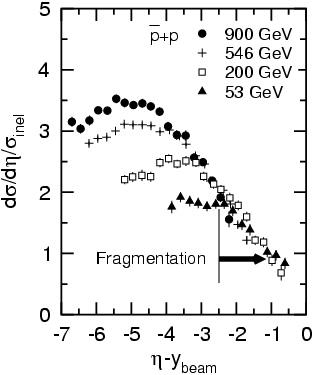 p̅+p
900 GeV
546 GeV
200 GeV
53 GeV
dσ/dη/σinel
5
4
3
2
1
0
Fragmentation
-7 -6 -5 -4 -3 -2 -1 0
η-ybeam